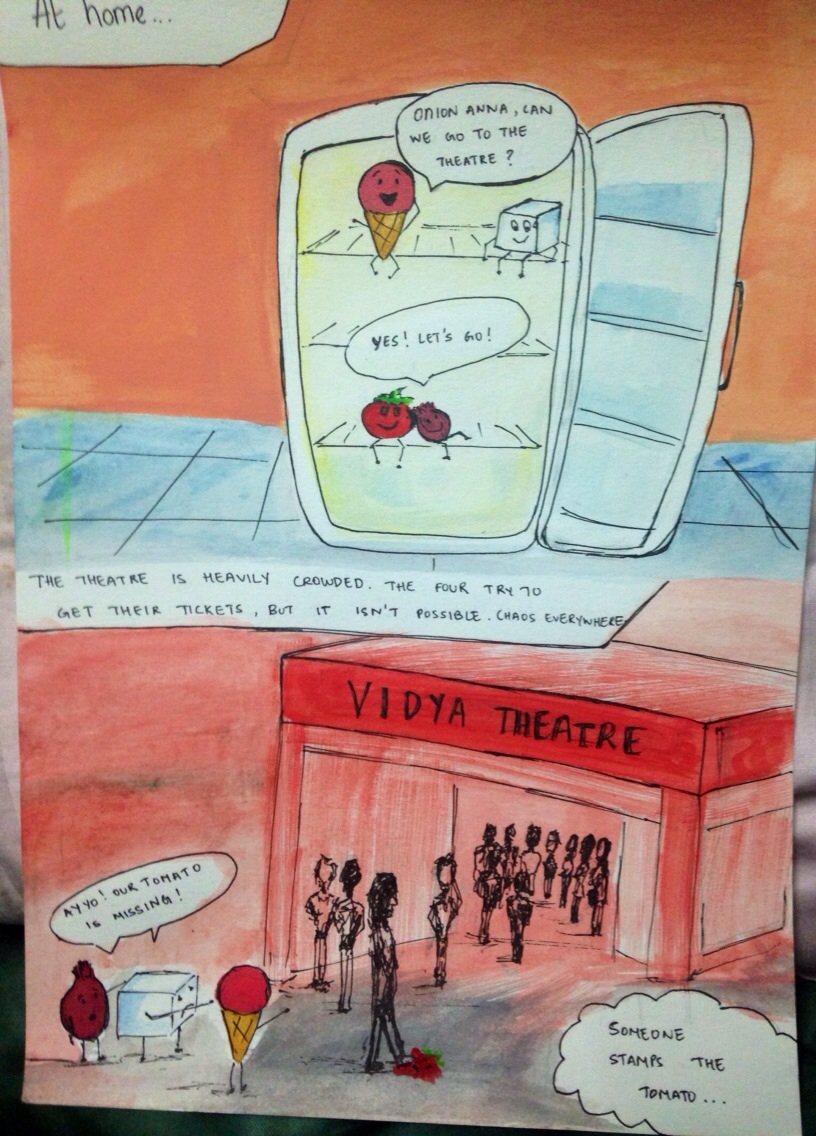 At home...
ONION ANNA, CAN
WE GO TO THE
THEATRE ?
YES! LET'S GO!
THE THEATRE IS HEAVILY CROWDED. THE FOUR TRY TO
GET THEIR TICKETS, BUT IT ISN'T POSSIBLE. CHAOS EVERYWHERE
VIDYA THEATRE
AYYO! OUR TOMATO
IS MISSING!
SOMEONE
STAMPS THE
TOMATO...